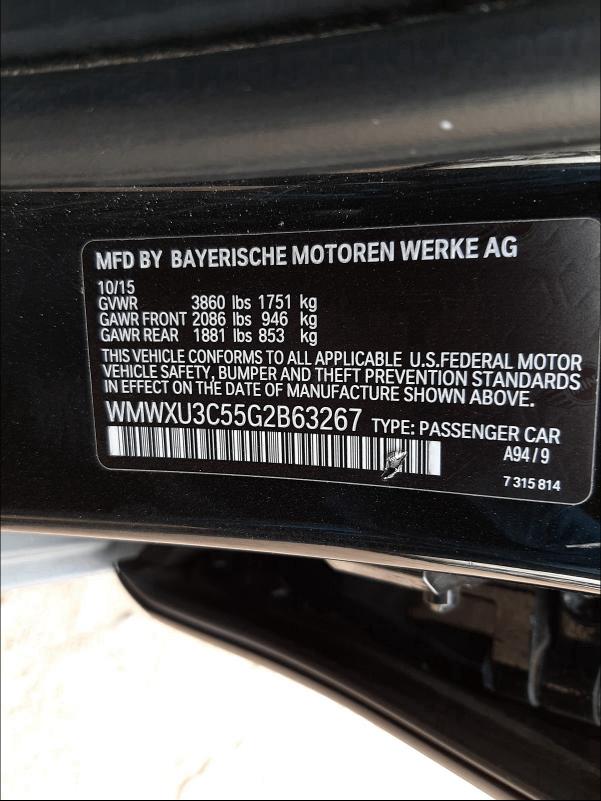 MFD BY BAYERISCHE MOTOREN WERKE AG
10/15
GVWR 3860 lbs 1751 kg
GAWR FRONT 2086 lbs 946 kg
GAWR REAR 1881 lbs 853 kg
THIS VEHICLE CONFORMS TO ALL APPLICABLE U.S.FEDERAL MOTOR
VEHICLE SAFETY, BUMPER AND THEFT PREVENTION STANDARDS
IN EFFECT ON THE DATE OF MANUFACTURE SHOWN ABOVE.
WMWXU3C55G2B63267 TYPE: PASSENGER CAR
A94/9
7 315 814